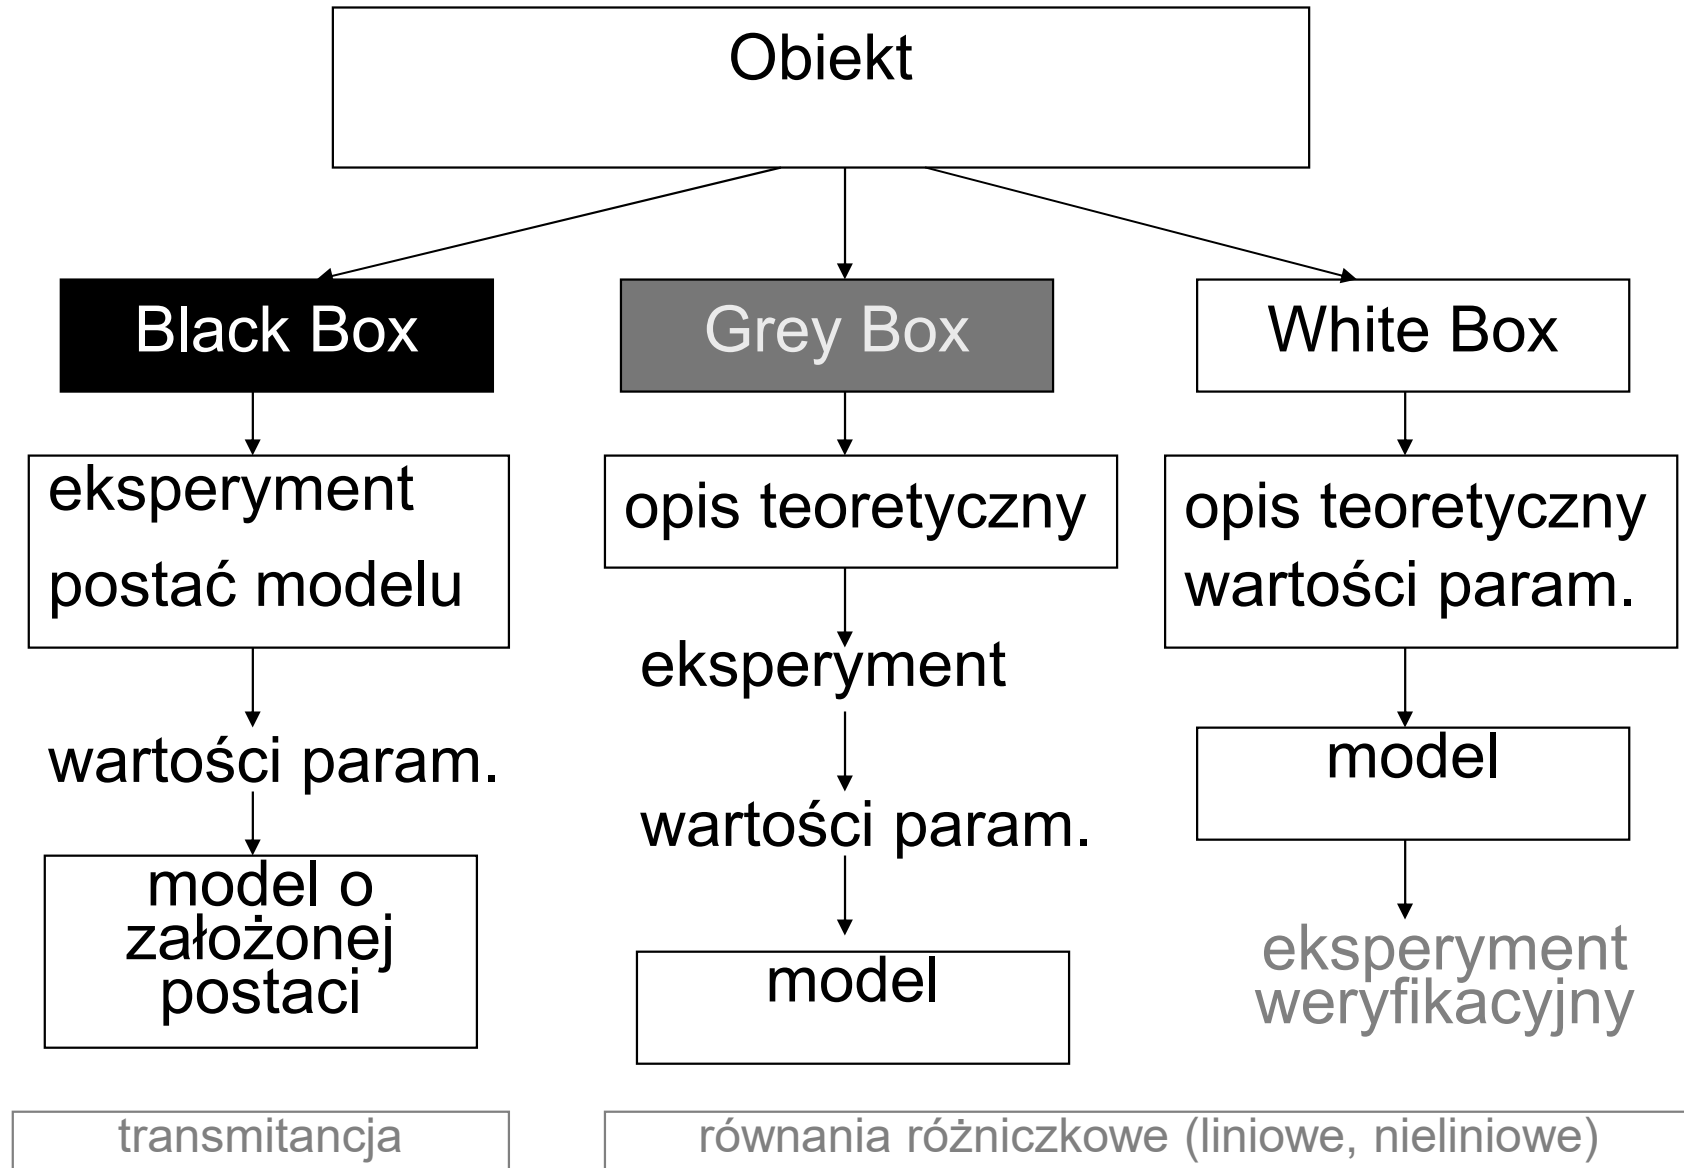 Obiekt
Black Box
eksperyment
postać modelu
wartości param.
model o
założonej
postaci
transmitancja
Grey Box
opis teoretyczny
eksperyment
wartości param.
model
White Box
opis teoretyczny
wartości param.
model
eksperyment
weryfikacyjny
równania różniczkowe (liniowe, nieliniowe)